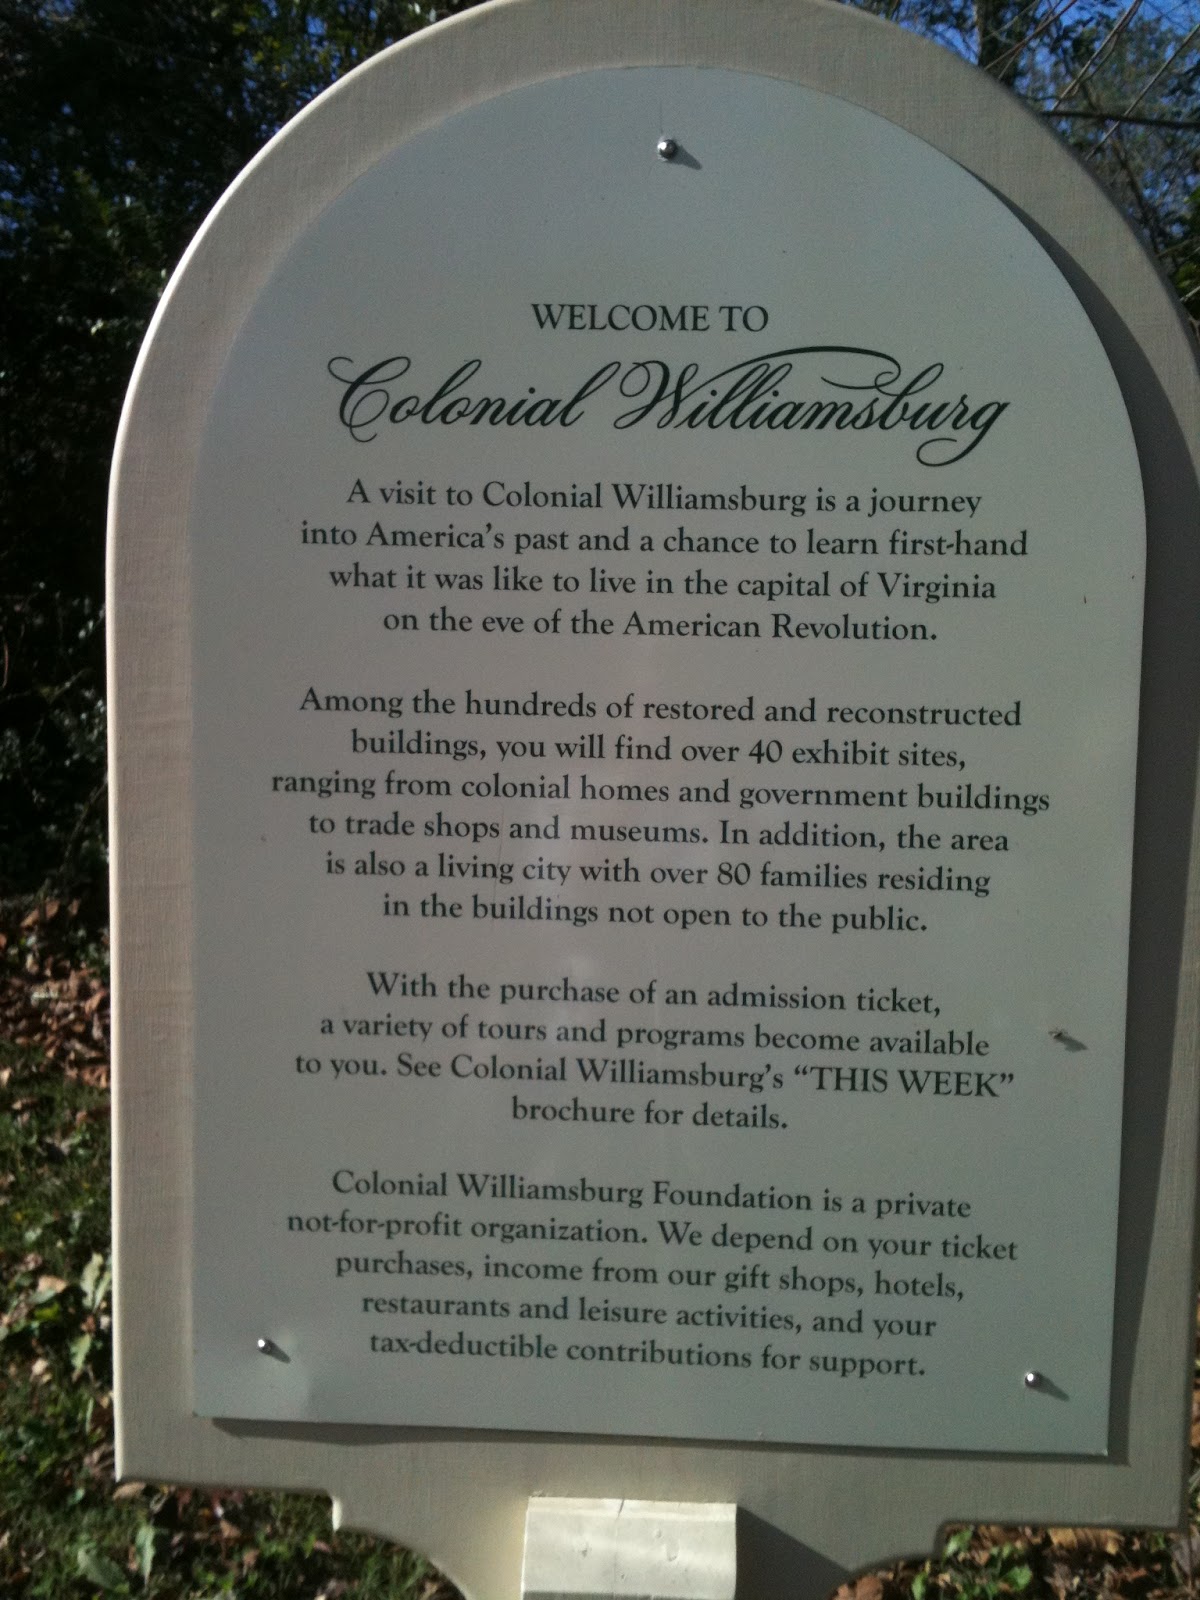 WELCOME TO
Colonial Williamsburg
A visit to Colonial Williamsburg is a journey
into America's past and a chance to learn first-hand
what it was like to live in the capital of Virginia
on the eve of the American Revolution.
Among the hundreds of restored and reconstructed
buildings, you will find over 40 exhibit sites,
ranging from colonial homes and government buildings
to trade shops and museums. In addition, the area
is also a living city with over 80 families residing
in the buildings not open to the public.
With the purchase of an admission ticket,
a variety of tours and programs become available
to you. See Colonial Williamsburg's “THIS WEEK”
brochure for details.
Colonial Williamsburg Foundation is a private
not-for-profit organization. We depend on your ticket
purchases, income from our gift shops, hotels,
restaurants and leisure activities, and your
tax-deductible contributions for support.